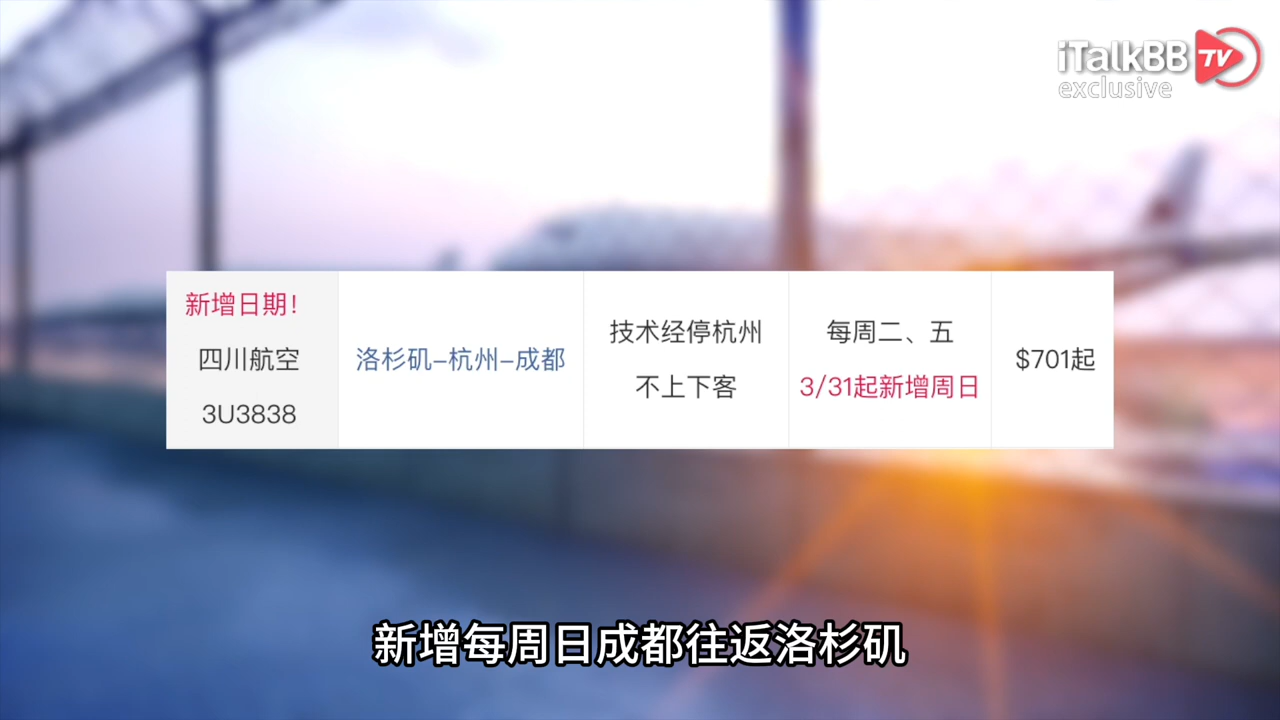 iTalkBB TV
exclusive
新增日期！
四川航空
3U3838
洛杉矶–杭州–成都
技术经停杭州
不上下客
每周二、五
3/31起新增周日
$701起
新增每周日成都往返洛杉矶